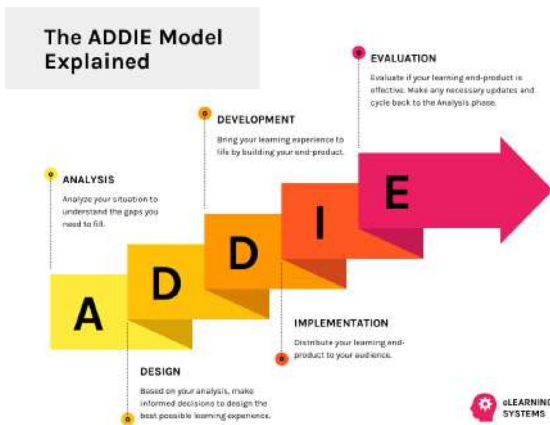 The ADDIE Model
Explained
EVALUATION
Evaluate if your learning end-product is
effective. Make any necessary updates and
cycle back to the Analysis phase.
DEVELOPMENT
Bring your learning experience to
life by building your end-product.
ANALYSIS
Analyze your situation to
understand the gaps you
need to fill.
A
D
D
I
E
IMPLEMENTATION
Distribute your learning end-
product to your audience.
DESIGN
Based on your analysis, make
informed decisions to design the
best possible learning experience.
eLEARNING
SYSTEMS